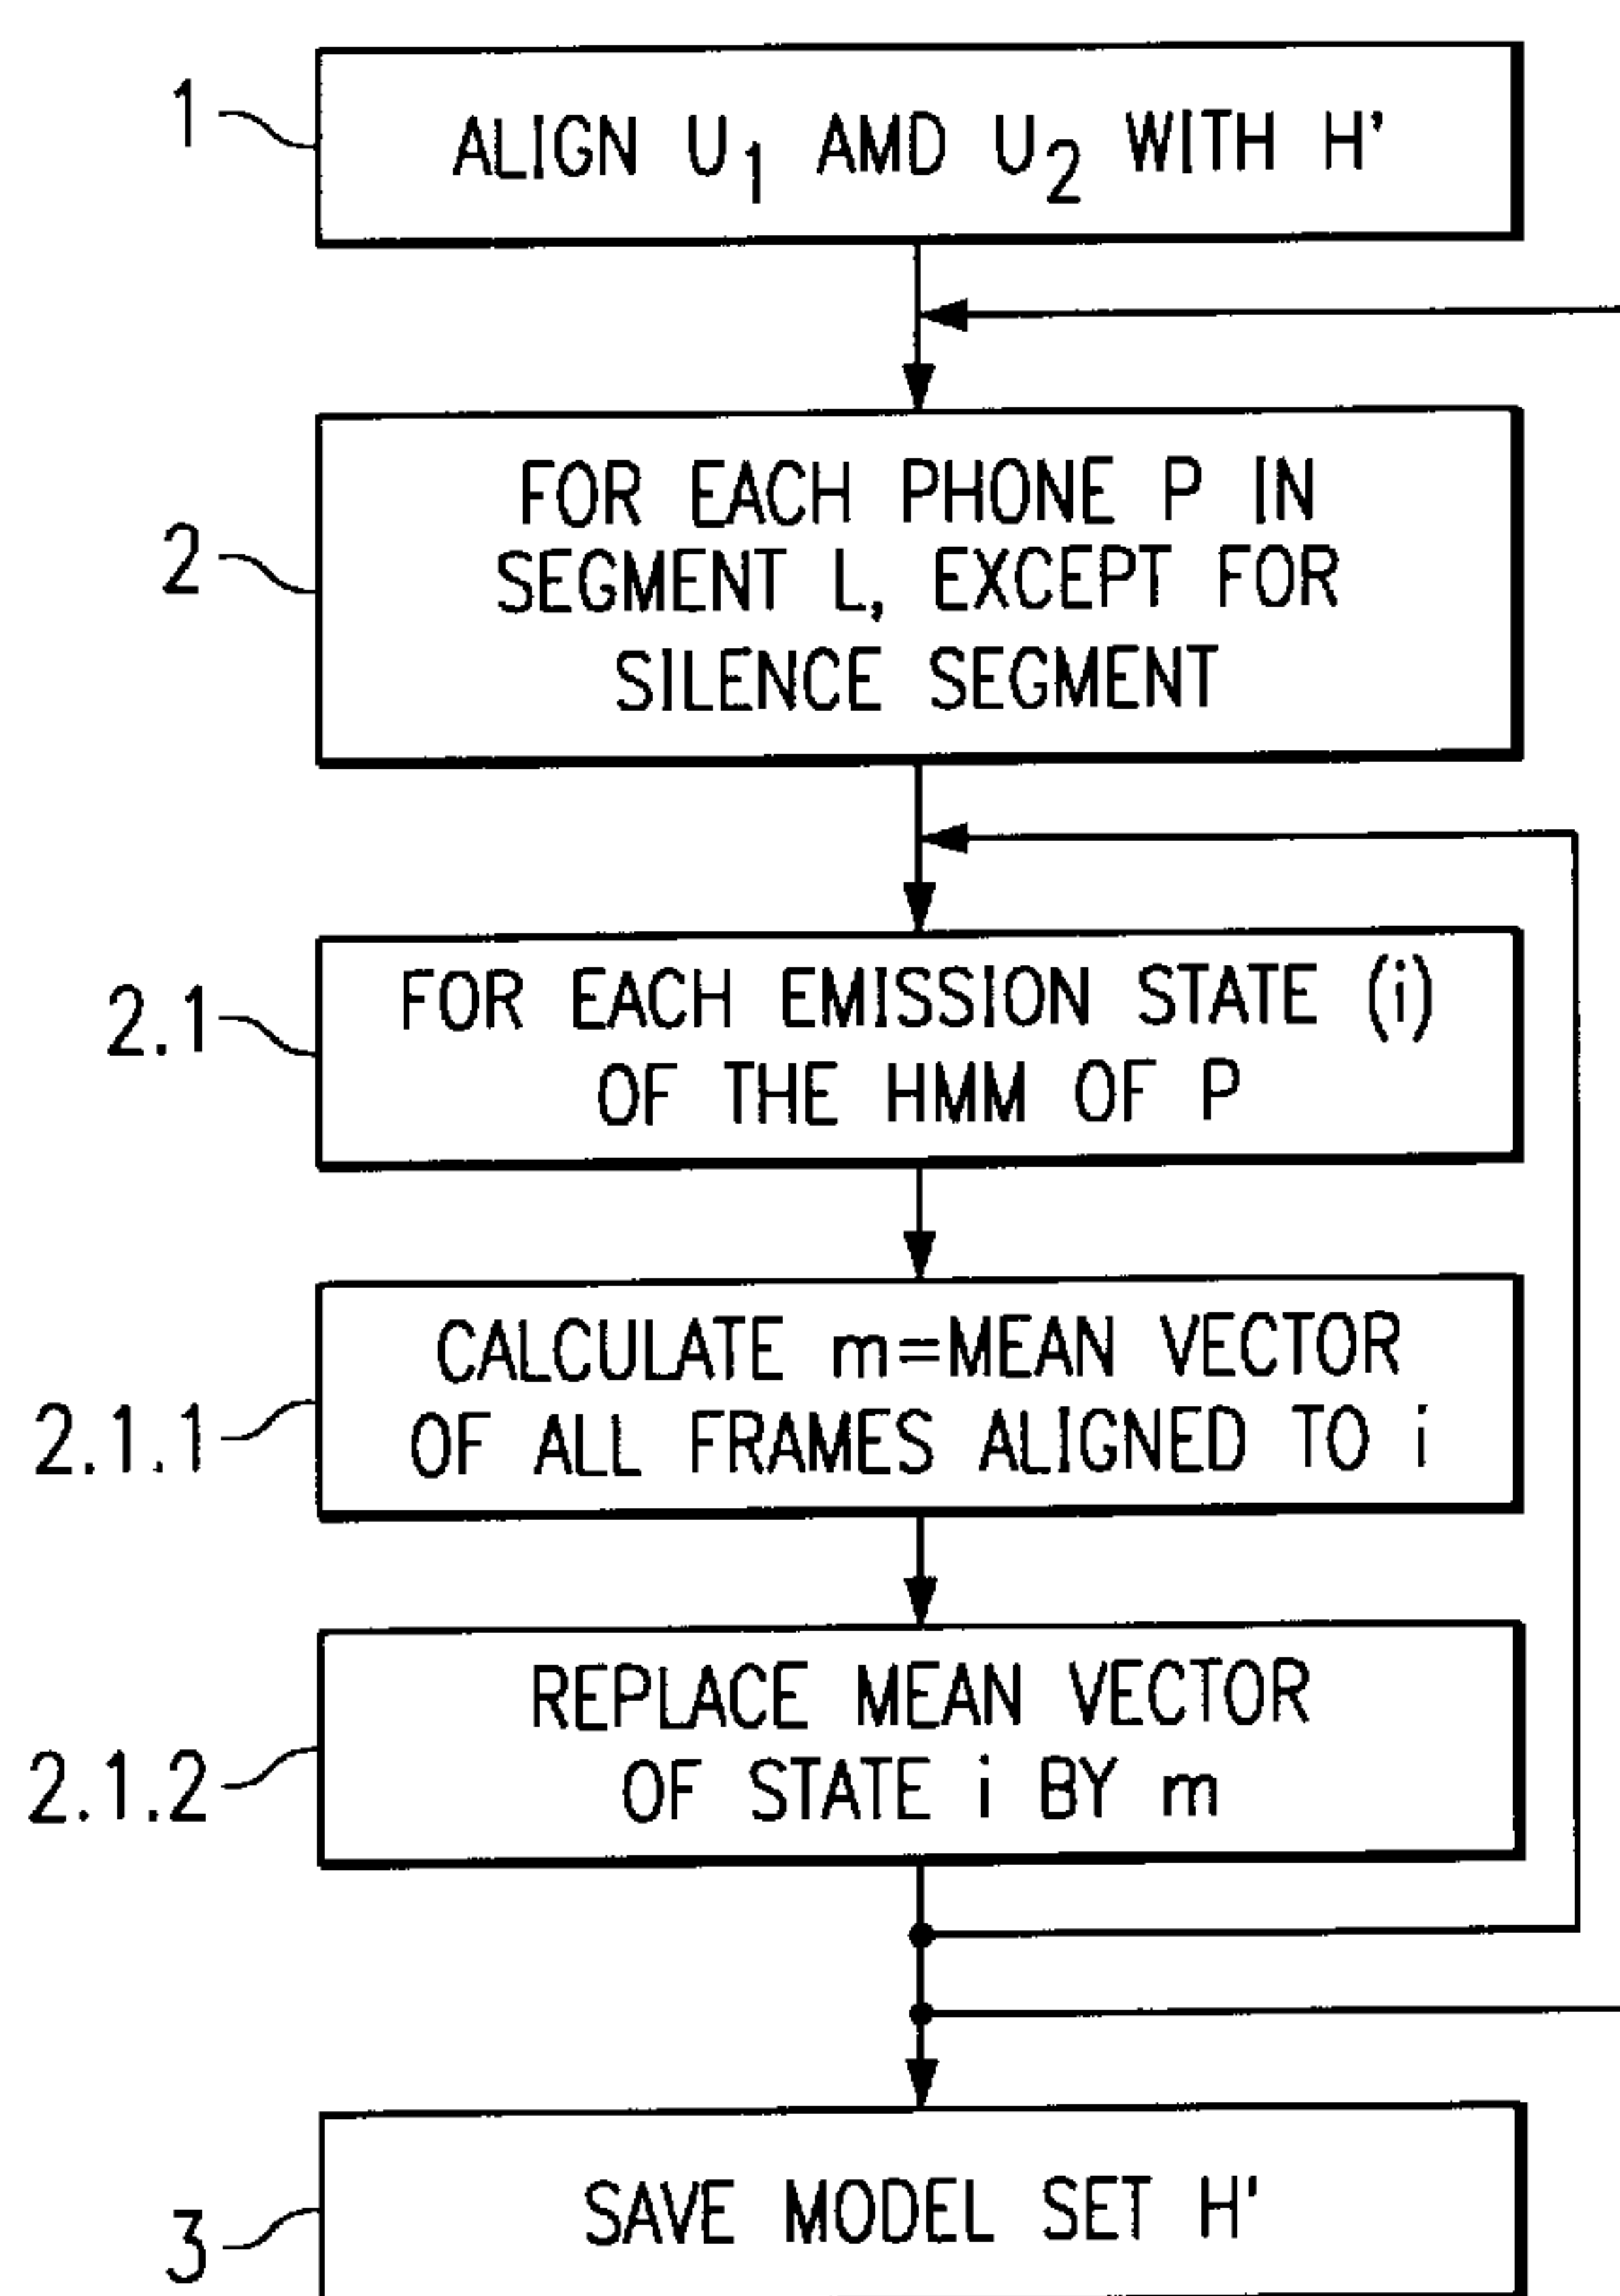 1
ALIGN U1 AMD U2 WITH H'
2
FOR EACH PHONE P IN
SEGMENT L, EXCEPT FOR
SILENCE SEGMENT
2.1
FOR EACH EMISSION STATE (i)
OF THE HMM OF P
2.1.1
CALCULATE m=MEAN VECTOR
OF ALL FRAMES ALIGNED TO i
2.1.2
REPLACE MEAN VECTOR
OF STATE i BY m
3
SAVE MODEL SET H'